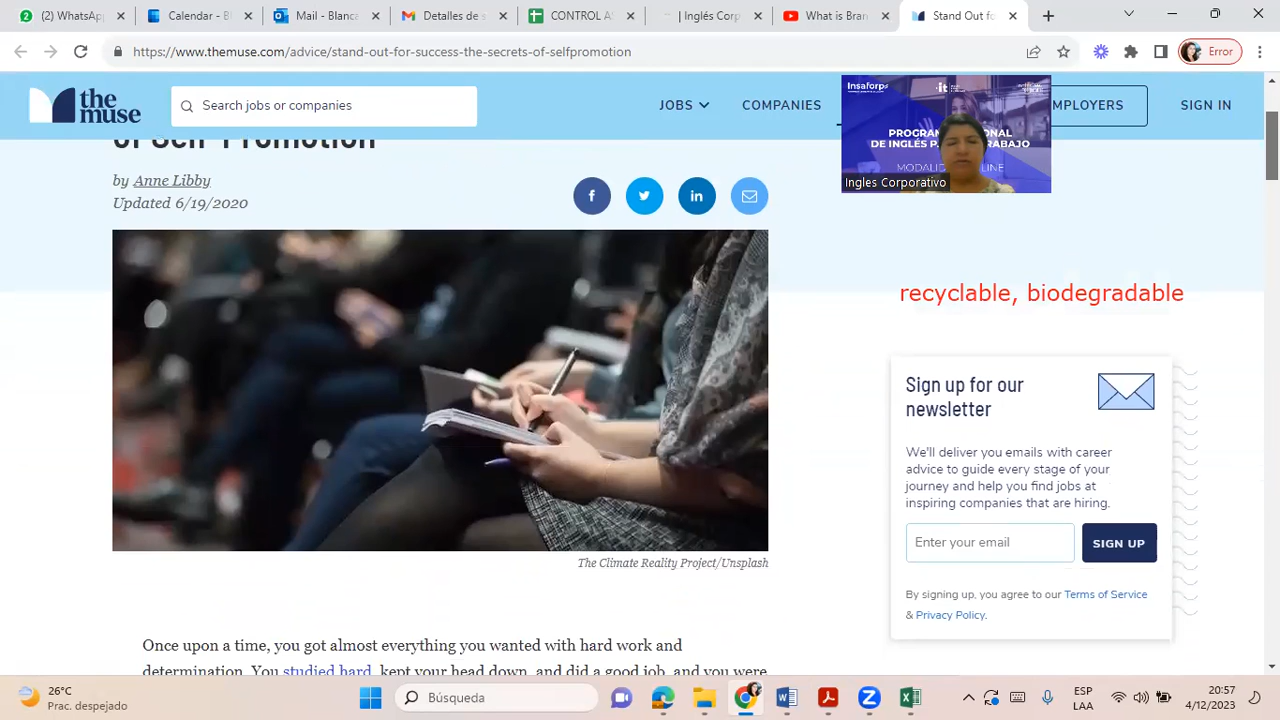 (2) WhatsApp
Calendar - B
Mail - Blanca
Detalles de s
CONTROL AS
| Inglés Corp
What is Bran
Stand Out fo
https://www.themuse.com/advice/stand-out-for-success-the-secrets-of-selfpromotion
Error
the muse
Search jobs or companies
JOBS
COMPANIES
MPLOYERS
SIGN IN
Insaforp
it
PROGRA ONAL
DE INGLÉS P RABAJO
MODALID LINE
Ingles Corporativo
of Self-Promotion
by Anne Libby
Updated 6/19/2020
recyclable, biodegradable
The Climate Reality Project/Unsplash
Sign up for our
newsletter
We'll deliver you emails with career
advice to guide every stage of your
journey and help you find jobs at
inspiring companies that are hiring.
Enter your email
SIGN UP
By signing up, you agree to our Terms of Service
& Privacy Policy.
Once upon a time, you got almost everything you wanted with hard work and
determination. You studied hard, kept your head down, and did a good job, and you were
26°C
Prac. despejado
Búsqueda
ESP
LAA
20:57
4/12/2023